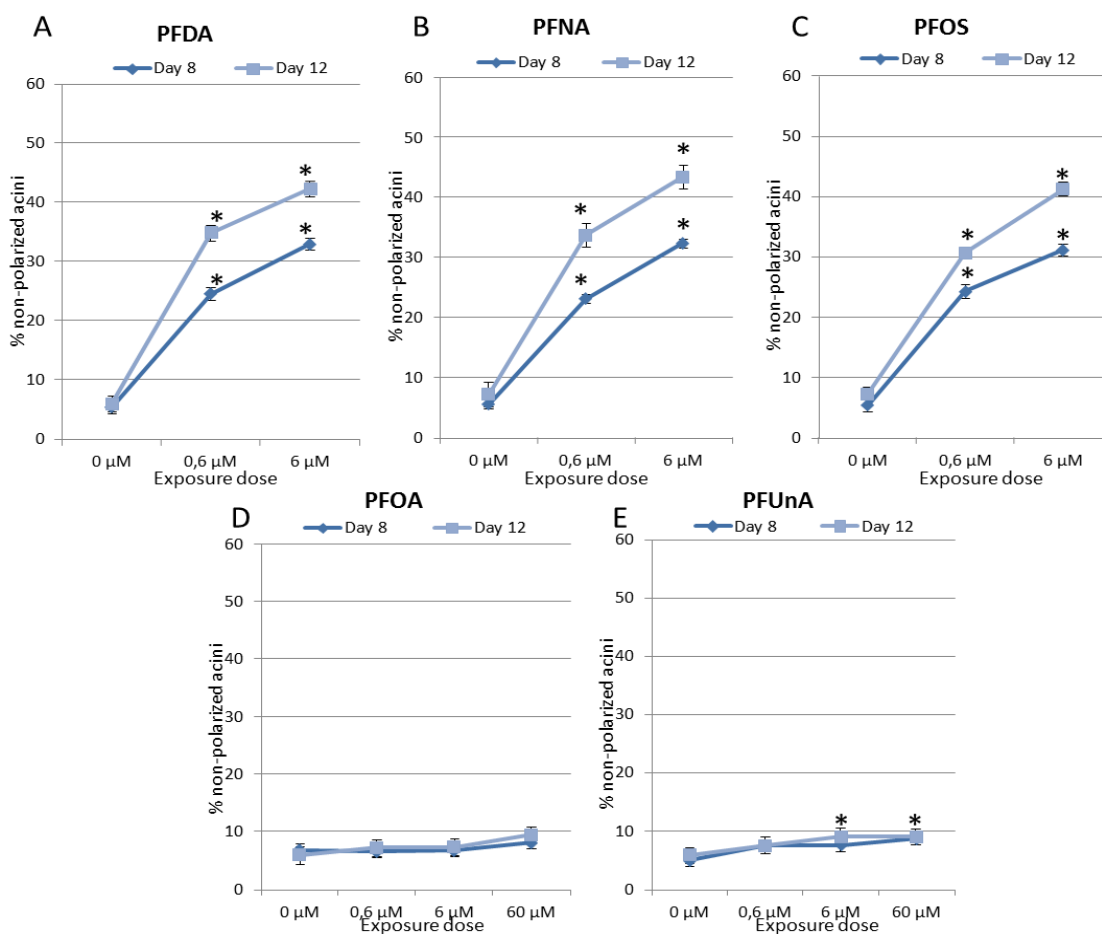 A
PFDA
Day 8
Day 12
% non-polarized acini
60
50
40
30
20
10
0
*
*
*
*
0 µM
0,6 µM
6 µM
Exposure dose
B
PFNA
Day 8
Day 12
% non-polarized acini
60
50
40
30
20
10
0
*
*
*
*
0 µM
0,6 µM
6 µM
Exposure dose
C
PFOS
Day 8
Day 12
% non-polarized acini
60
50
40
30
20
10
0
*
*
*
*
0 µM
0,6 µM
6 µM
Exposure dose
D
PFOA
Day 8
Day 12
% non-polarized acini
60
50
40
30
20
10
0
0 µM
0,6 µM
6 µM
60 µM
Exposure dose
E
PFUnA
Day 8
Day 12
% non-polarized acini
60
50
40
30
20
10
0
*
*
0 µM
0,6 µM
6 µM
60 µM
Exposure dose